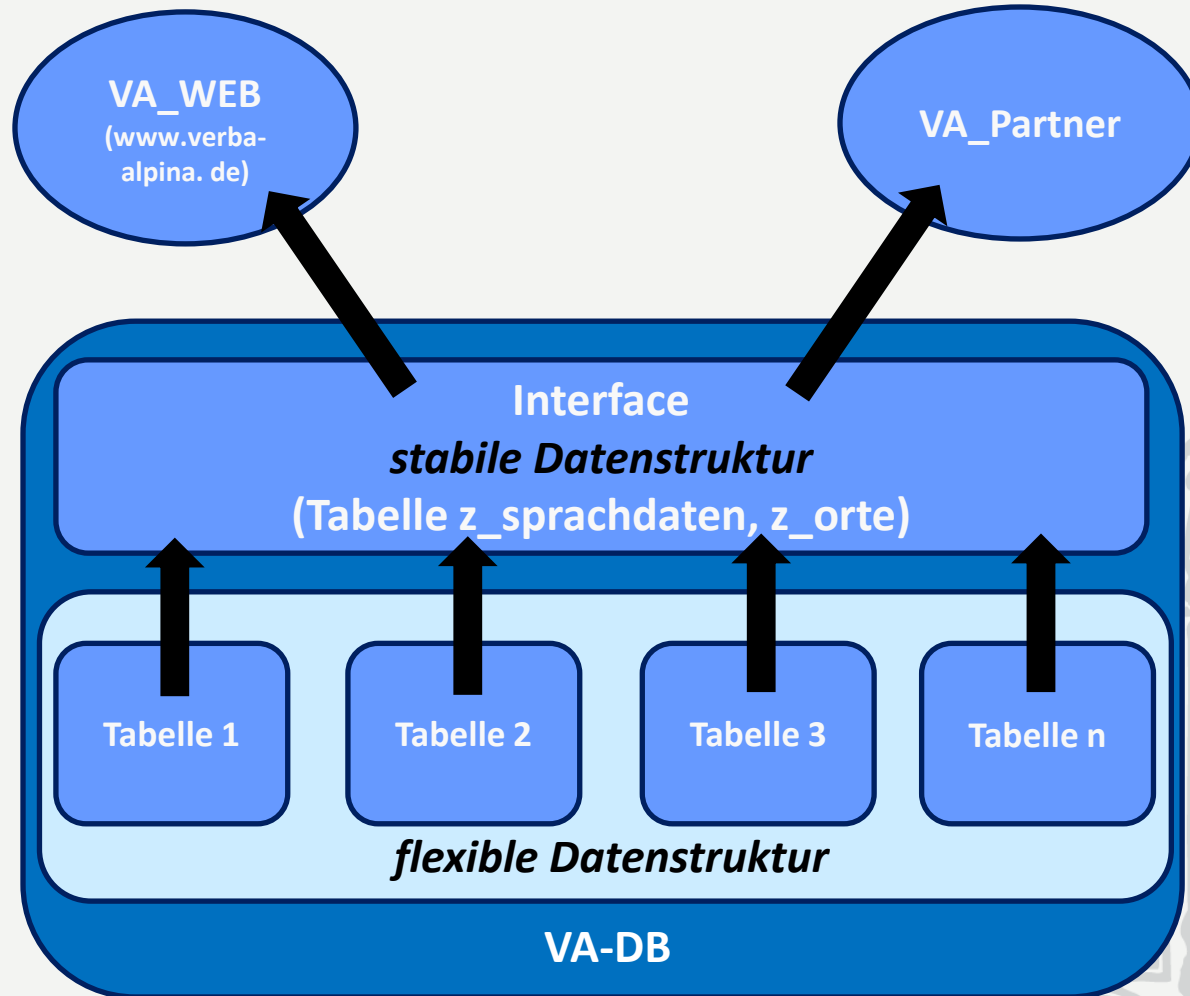 VA_WEB
(www.verba-
alpina. de)
VA_Partner
Interface
stabile Datenstruktur
(Tabelle z_sprachdaten, z_orte)
Tabelle 1
Tabelle 2
Tabelle 3
Tabelle n
flexible Datenstruktur
VA-DB